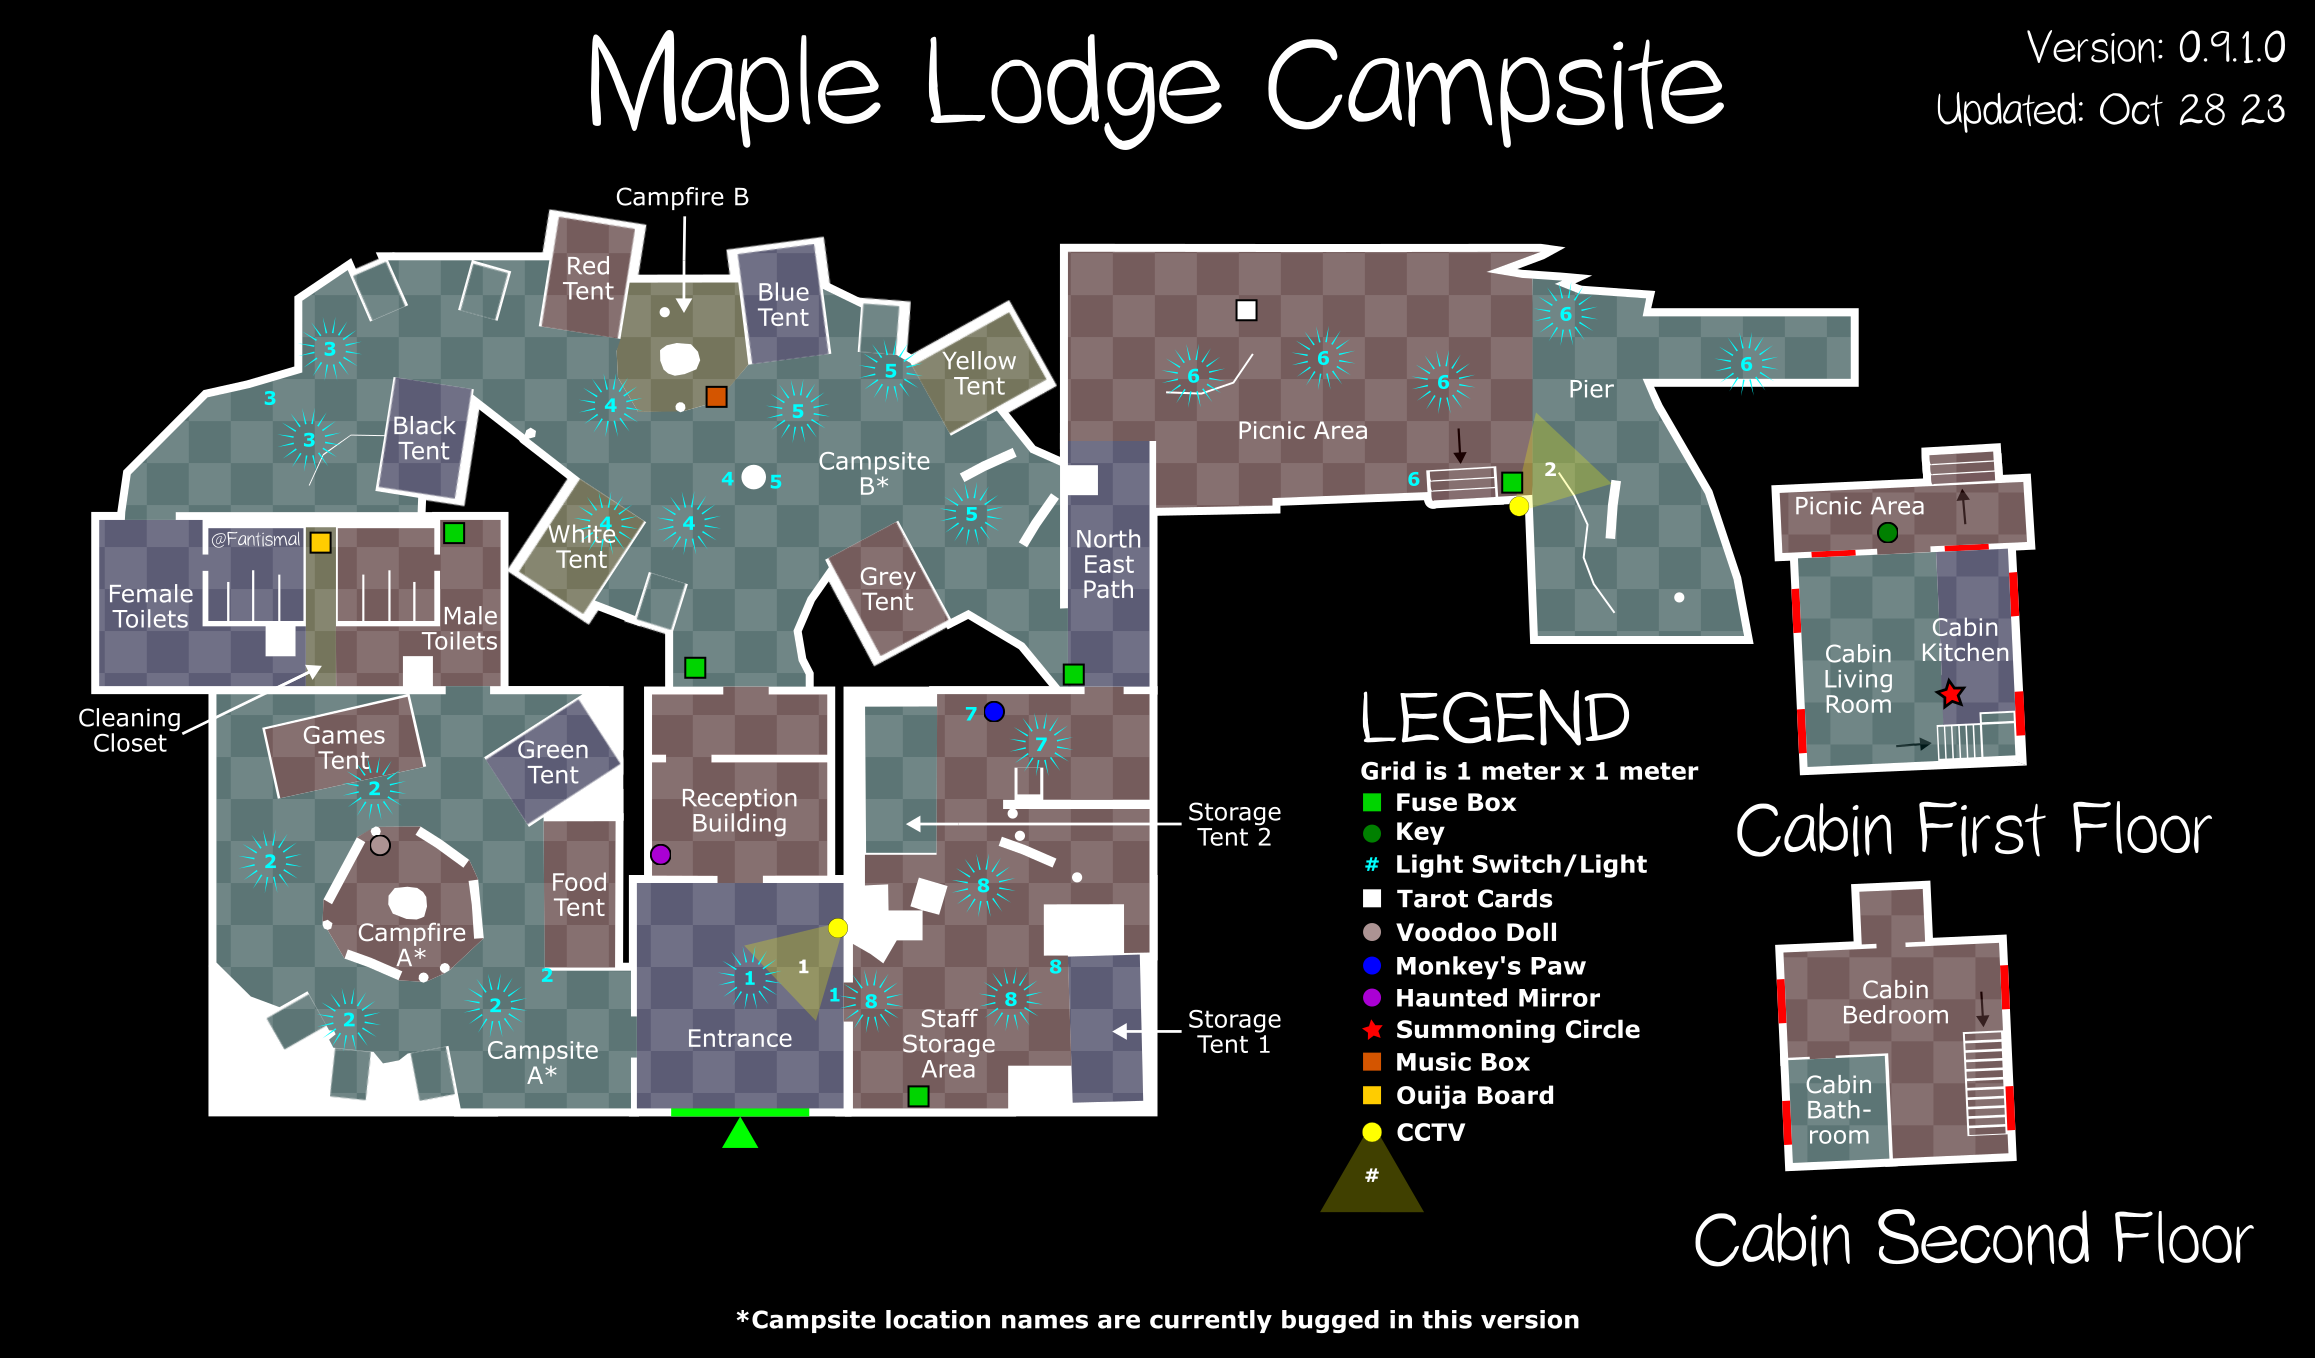 Maple Lodge Campsite
Version: 0.9.1.0
Updated: Oct 28 23
Campfire B
Red
Tent
Blue
Tent
Yellow
Tent
Black
Tent
White
Tent
Grey
Tent
Campsite
B*
3
3
3
4
4
4
4
5
5
5
5
Picnic Area
Pier
6
6
6
6
6
6
2
North
East
Path
@Fantismal
Female
Toilets
Male
Toilets
Cleaning
Closet
Games
Tent
Green
Tent
Food
Tent
Campfire
A*
Campsite
A*
2
2
2
2
2
Reception
Building
Entrance
1
1
1
7
7
8
8
8
8
Staff
Storage
Area
Storage
Tent 2
Storage
Tent 1
LEGEND
Grid is 1 meter x 1 meter
Fuse Box
Key
# Light Switch/Light
Tarot Cards
Voodoo Doll
Monkey's Paw
Haunted Mirror
Summoning Circle
Music Box
Ouija Board
CCTV
#
Picnic Area
Cabin
Kitchen
Cabin
Living
Room
Cabin First Floor
Cabin
Bedroom
Cabin
Bath-
room
Cabin Second Floor
*Campsite location names are currently bugged in this version